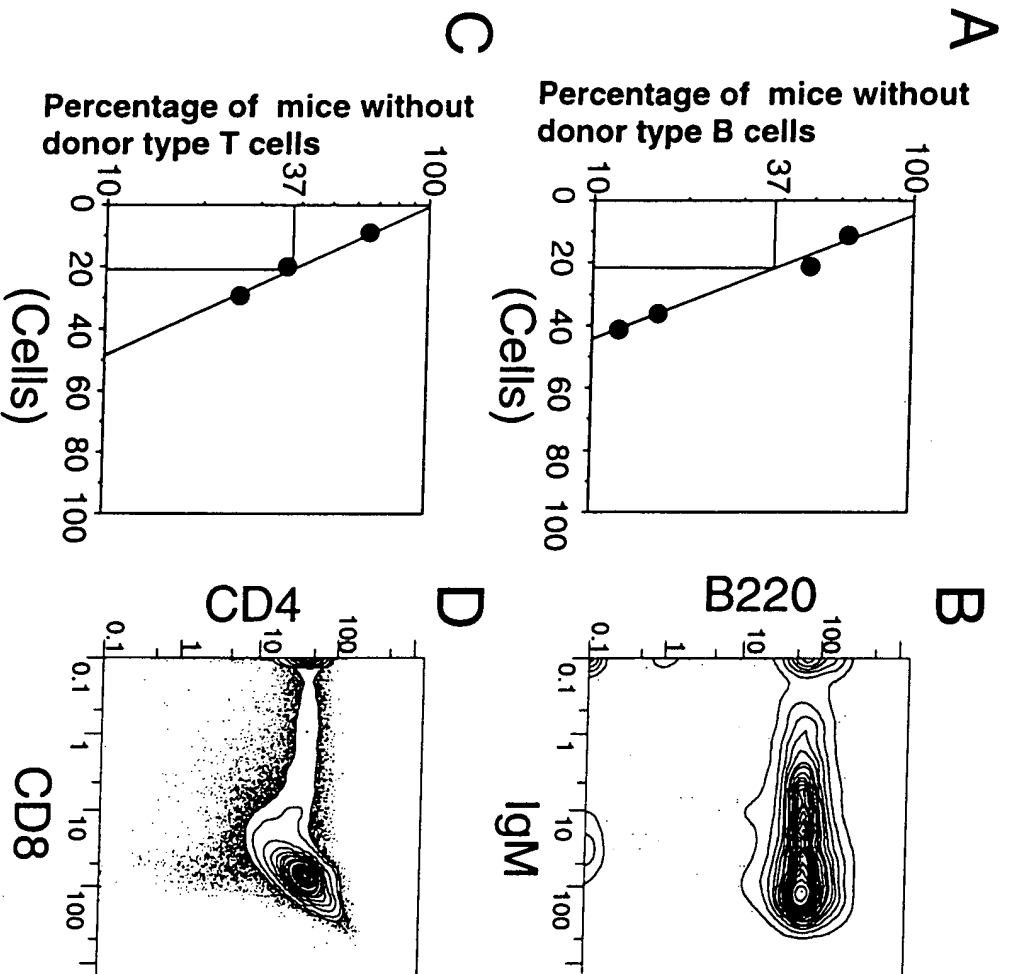 A
Percentage of mice without
donor type B cells
100
37
10
0 20 40 60 80 100
(Cells)
B
B220
100
10
1
0.1
0.1 1 10 100
IgM
C
Percentage of mice without
donor type T cells
100
37
10
0 20 40 60 80 100
(Cells)
D
CD4
100
10
1
0.1
0.1 1 10 100
CD8